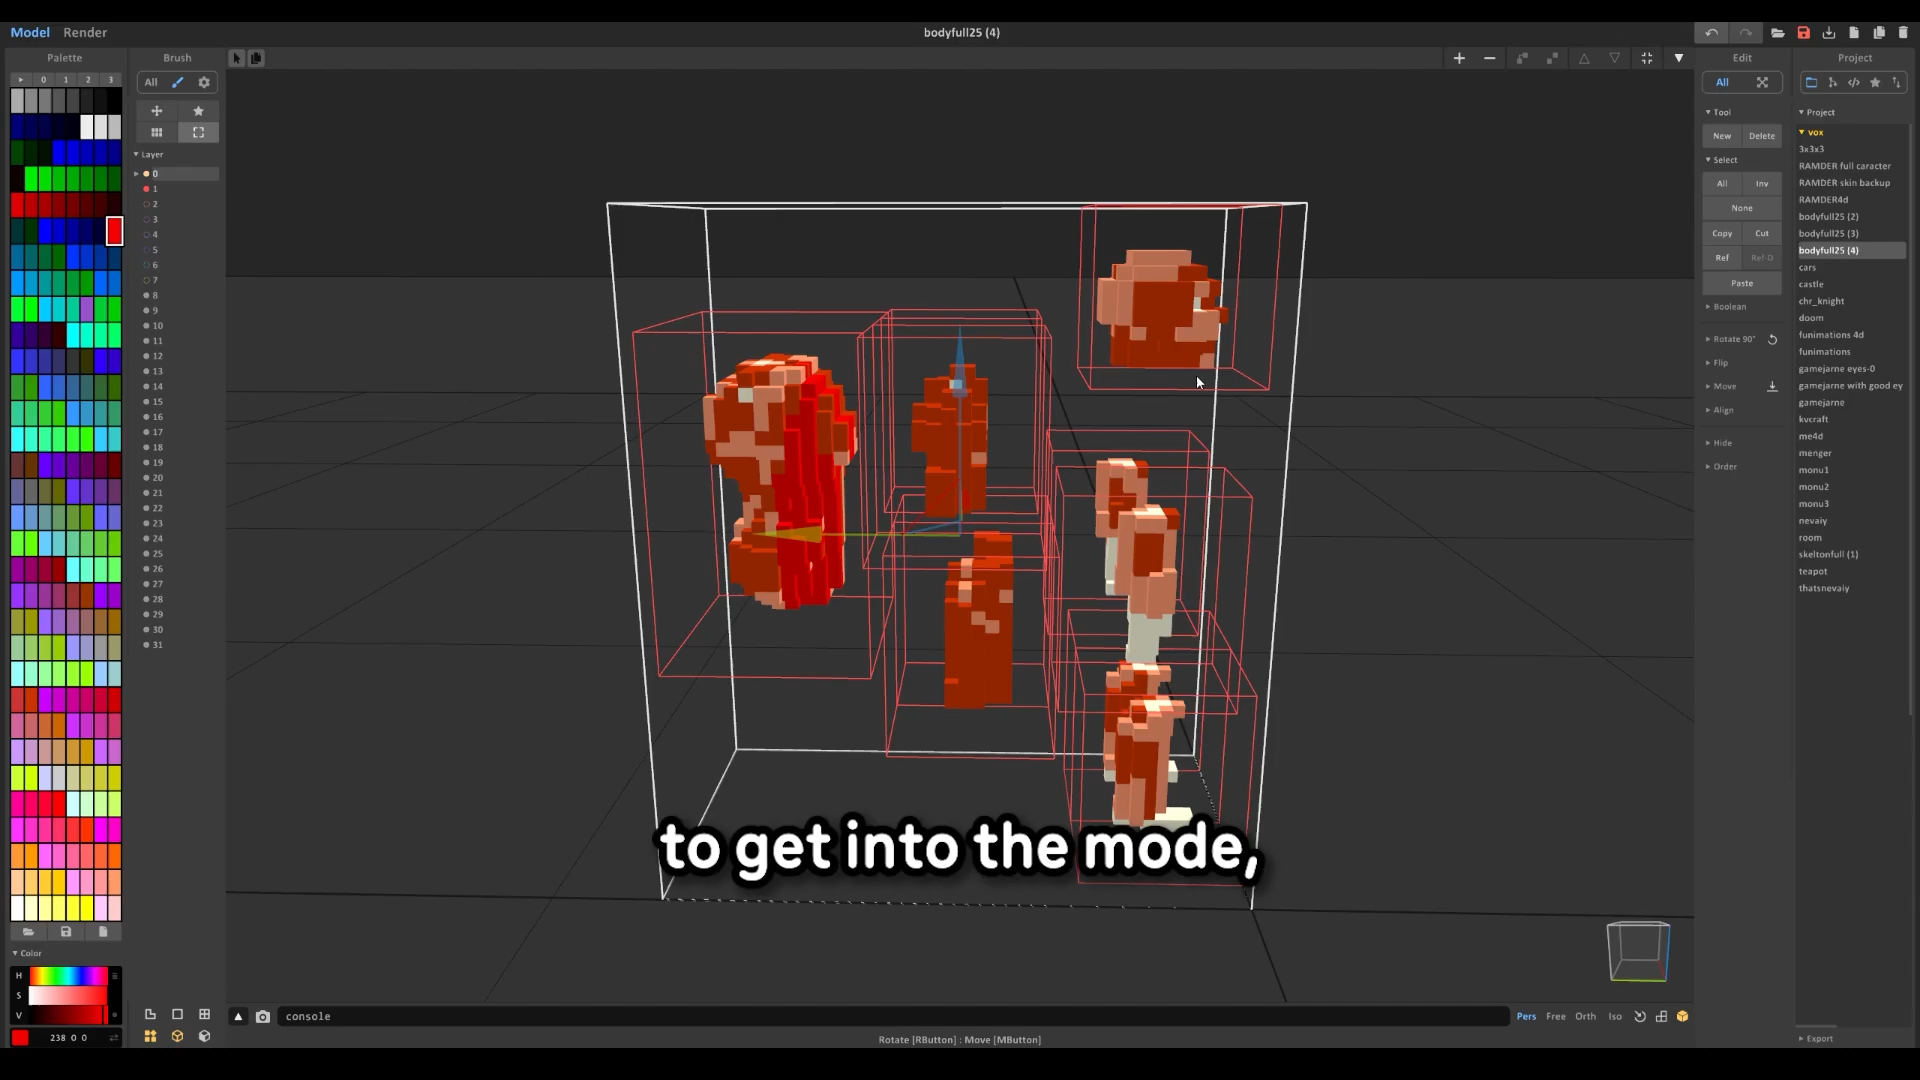 Model Render
bodyfull25 (4)
Palette
Brush
Edit
Project
0 1 2 3
All
All
Tool
New Delete
Select
All Inv
None
Copy Cut
Ref Ref-D
Paste
Boolean
Rotate 90°
Flip
Move
Align
Hide
Order
Layer
0
1
2
3
4
5
6
7
8
9
10
11
12
13
14
15
16
17
18
19
20
21
22
23
24
25
26
27
28
29
30
31
Project
vox
3x3x3
RAMDER full caracter
RAMDER skin backup
RAMDER4d
bodyfull25 (2)
bodyfull25 (3)
bodyfull25 (4)
cars
castle
chr_knight
doom
funimations 4d
funimations
gamejarne eyes-0
gamejarne with good ey
gamejarne
kvcraft
me4d
menger
monu1
monu2
monu3
nevaiy
room
skeltonfull (1)
teapot
thatsnevaiy
to get into the mode,
Color
H
S
V
238 0 0
console
Pers Free Orth Iso
Rotate [RButton] : Move [MButton]
Export